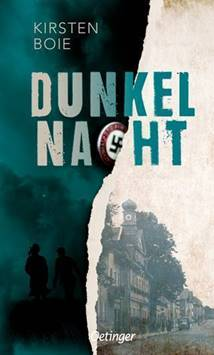 KIRSTEN
BOIE
DUNKEL
NACHT
Oetinger